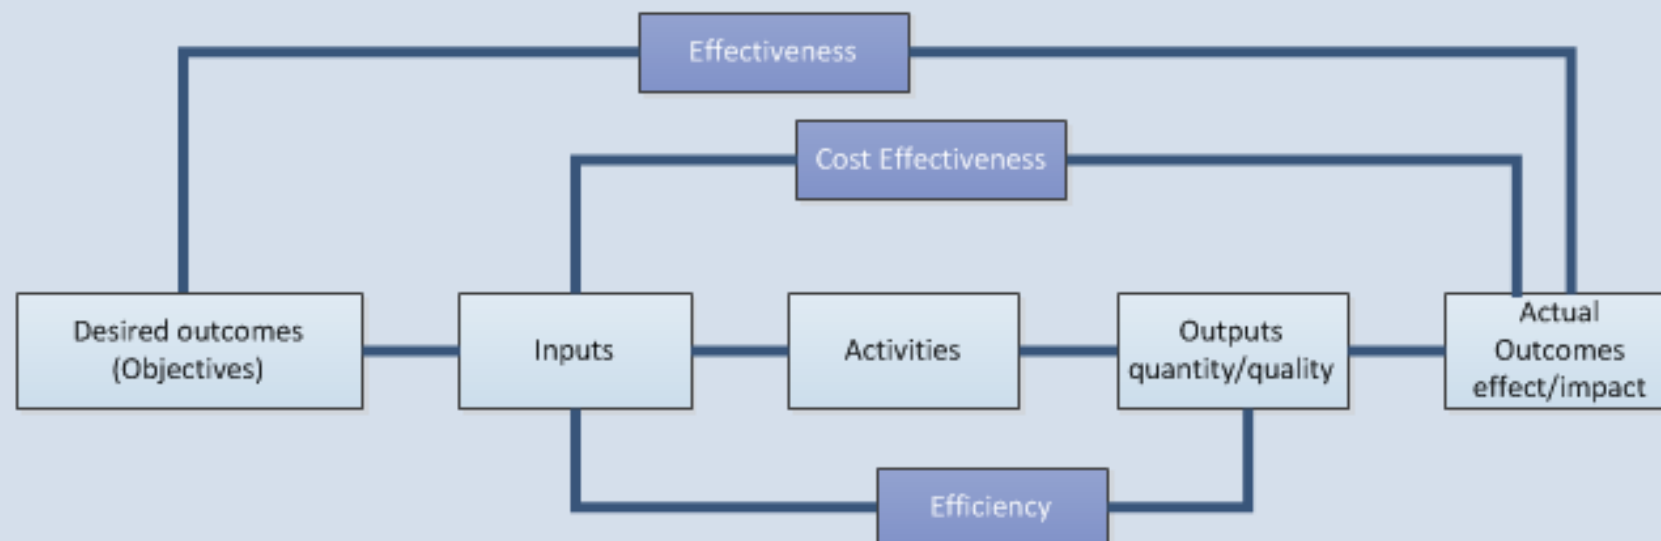 Effectiveness
Cost Effectiveness
Desired outcomes
(Objectives)
Inputs
Activities
Outputs
quantity/quality
Actual
Outcomes
effect/impact
Efficiency